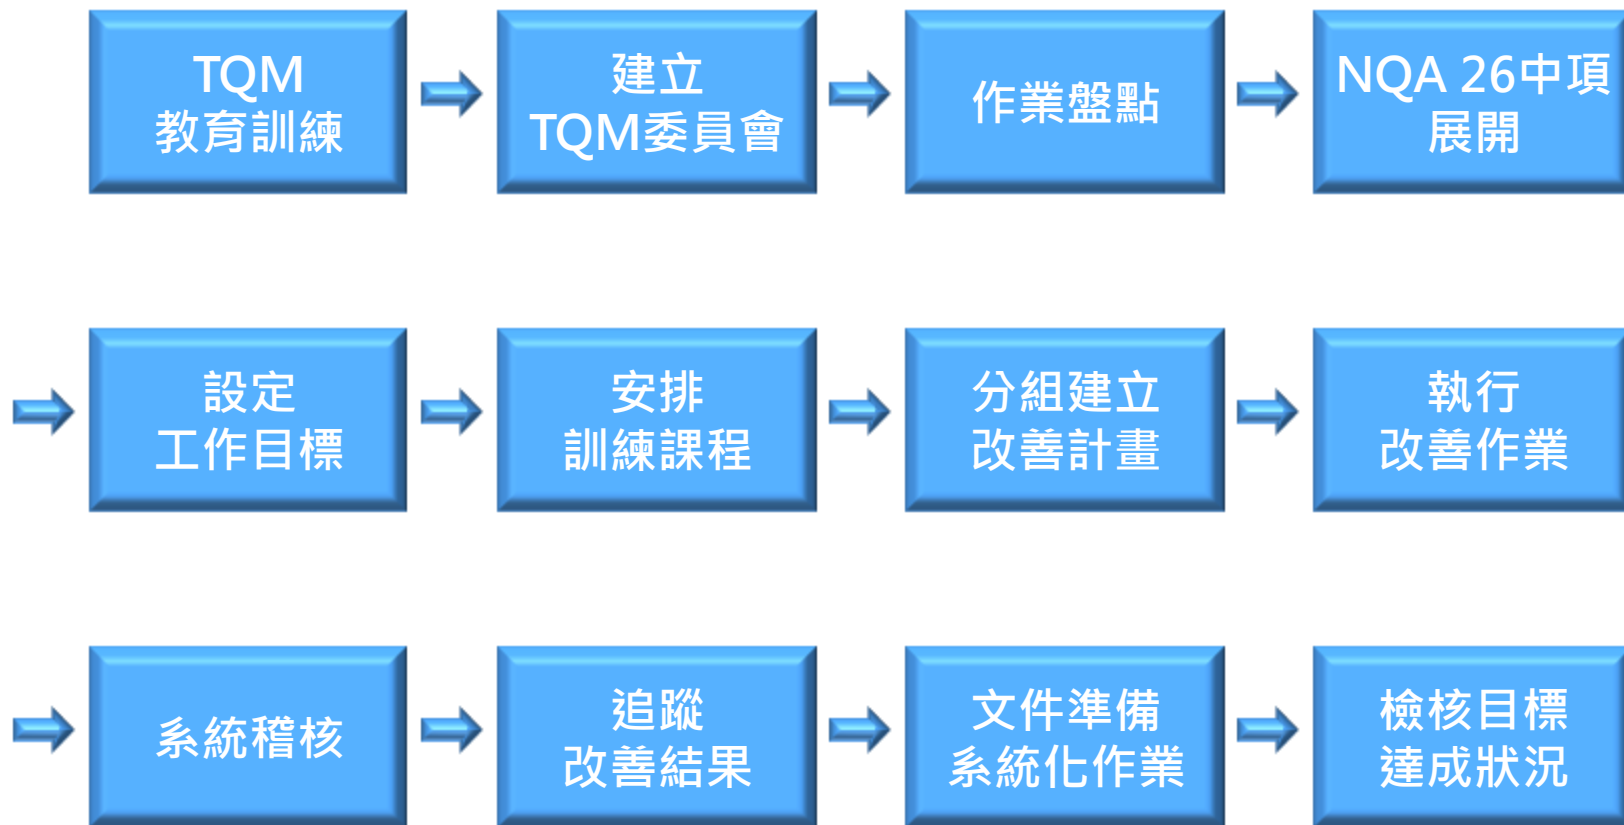 TQM
教育訓練
建立
TQM委員會
作業盤點
NQA 26中項
展開
設定
工作目標
安排
訓練課程
分組建立
改善計畫
執行
改善作業
系統稽核
追蹤
改善結果
文件準備
系統化作業
檢核目標
達成狀況